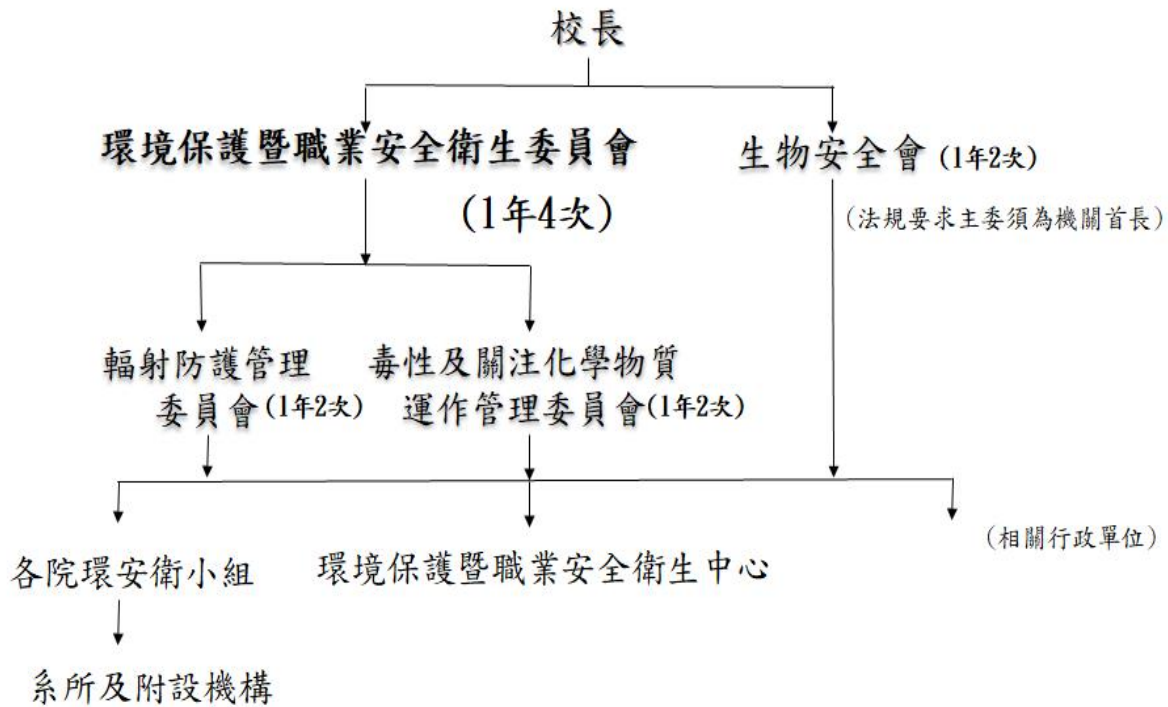 校長
環境保護暨職業安全衛生委員會
(1年4次)
生物安全會 (1年2次)
(法規要求主委須為機關首長)
輻射防護管理
委員會(1年2次)
毒性及關注化學物質
運作管理委員會(1年2次)
各院環安衛小組
環境保護暨職業安全衛生中心
(相關行政單位)
系所及附設機構